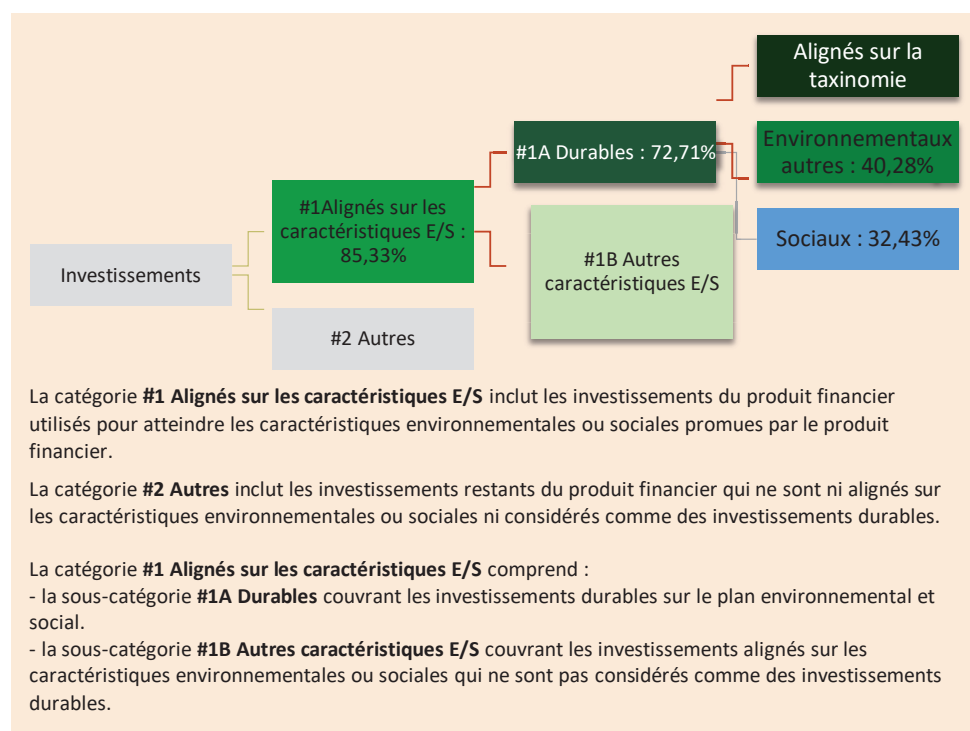 Alignés sur la
taxinomie
#1A Durables : 72,71%
Environnementaux
autres : 40,28%
#1Alignés sur les
caractéristiques E/S :
85,33%
Sociaux : 32,43%
#1B Autres
caractéristiques E/S
Investissements
#2 Autres
La catégorie #1 Alignés sur les caractéristiques E/S inclut les investissements du produit financier
utilisés pour atteindre les caractéristiques environnementales ou sociales promues par le produit
financier.
La catégorie #2 Autres inclut les investissements restants du produit financier qui ne sont ni alignés sur
les caractéristiques environnementales ou sociales ni considérés comme des investissements durables.
La catégorie #1 Alignés sur les caractéristiques E/S comprend :
- la sous-catégorie #1A Durables couvrant les investissements durables sur le plan environnemental et
social.
- la sous-catégorie #1B Autres caractéristiques E/S couvrant les investissements alignés sur les
caractéristiques environnementales ou sociales qui ne sont pas considérés comme des investissements
durables.